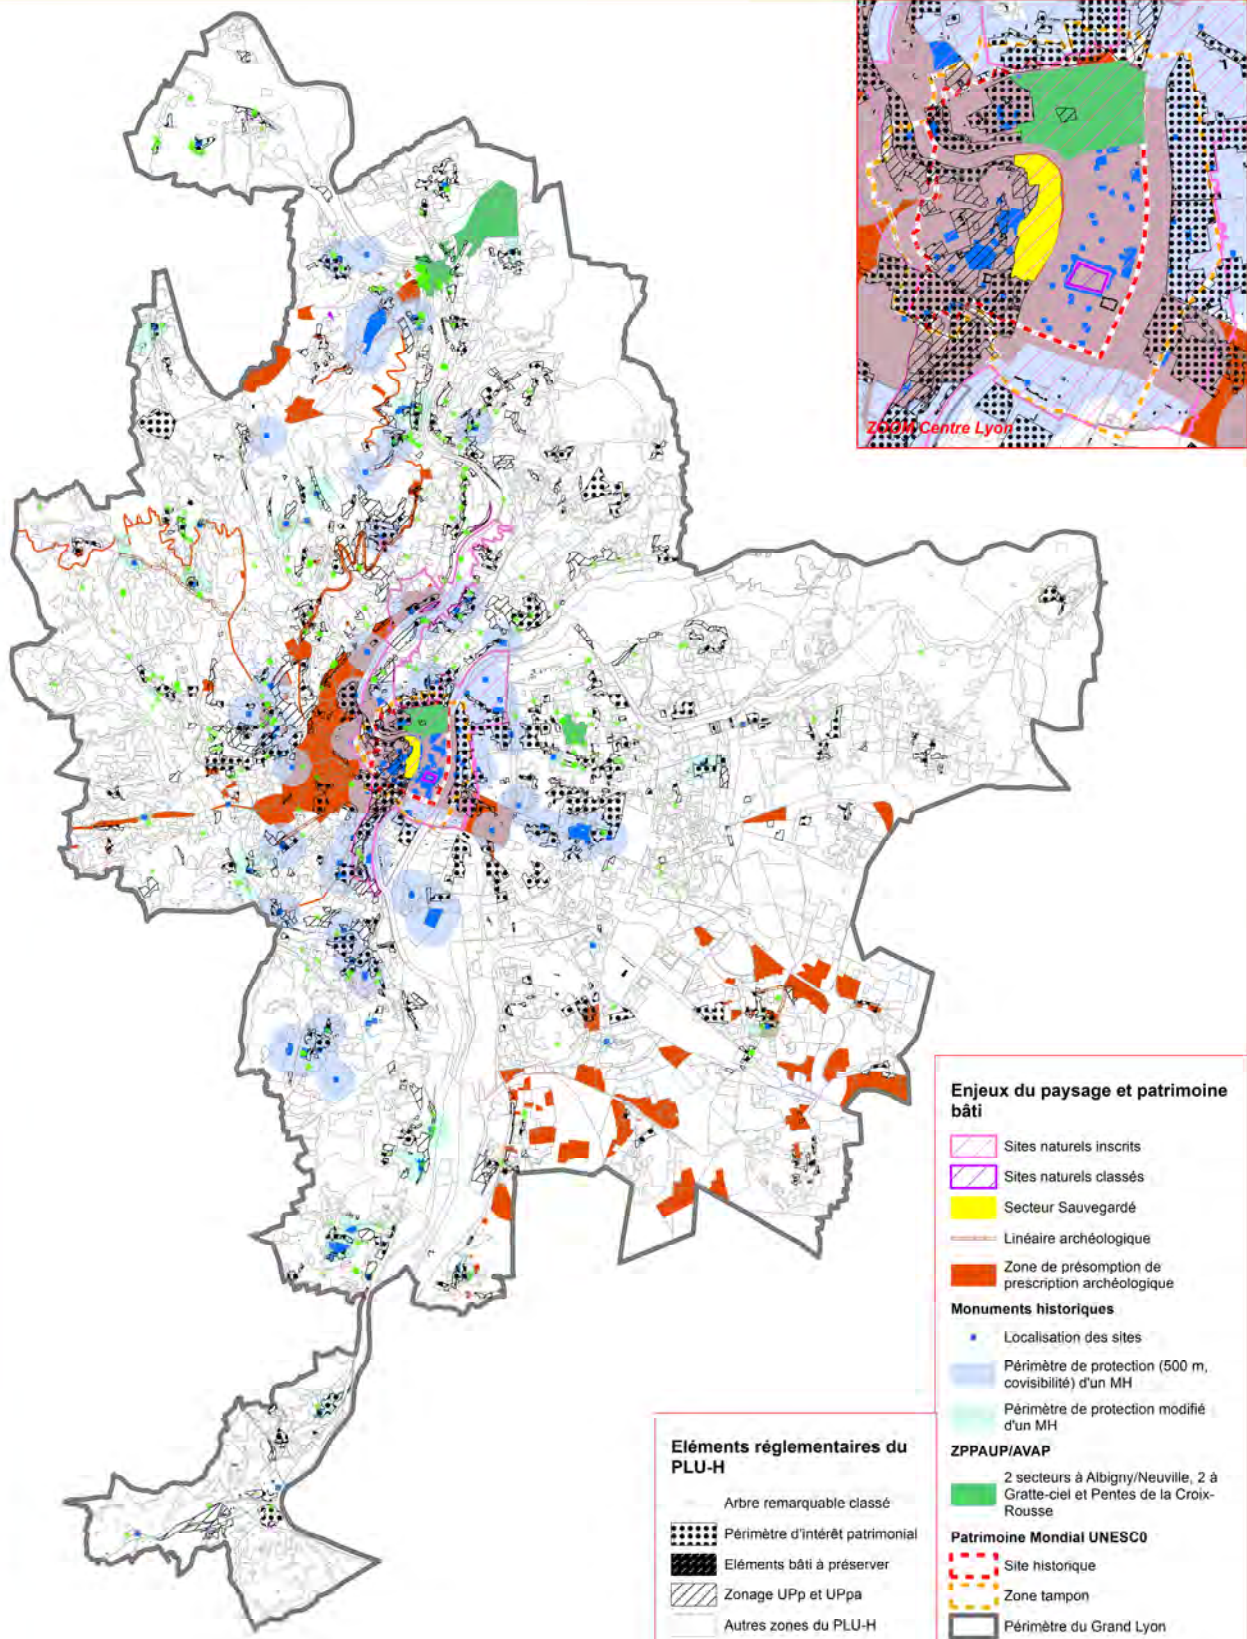 ZOOM Centre Lyon
Enjeux du paysage et patrimoine
bâti
Sites naturels inscrits
Sites naturels classés
Secteur Sauvegardé
Linéaire archéologique
Zone de présomption de
prescription archéologique
Monuments historiques
Localisation des sites
Périmètre de protection (500 m,
covisibilité) d'un MH
Périmètre de protection modifié
d'un MH
ZPPAUP/AVAP
2 secteurs à Albigny/Neuville, 2 à
Gratte-ciel et Pentes de la Croix-
Rousse
Patrimoine Mondial UNESC0
Site historique
Zone tampon
Périmètre du Grand Lyon
Eléments réglementaires du
PLU-H
Arbre remarquable classé
Périmètre d'intérêt patrimonial
Eléments bâti à préserver
Zonage UPp et UPpa
Autres zones du PLU-H